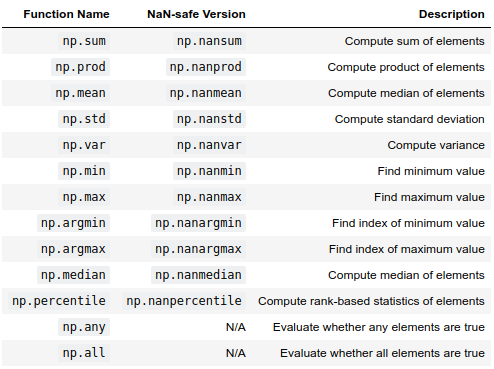 Function Name NaN-safe Version Description
np.sum np.nansum Compute sum of elements
np.prod np.nanprod Compute product of elements
np.mean np.nanmean Compute median of elements
np.std np.nanstd Compute standard deviation
np.var np.nanvar Compute variance
np.min np.nanmin Find minimum value
np.max np.nanmax Find maximum value
np.argmin np.nanargmin Find index of minimum value
np.argmax np.nanargmax Find index of maximum value
np.median np.nanmedian Compute median of elements
np.percentile np.nanpercentile Compute rank-based statistics of elements
np.any N/A Evaluate whether any elements are true
np.all N/A Evaluate whether all elements are true